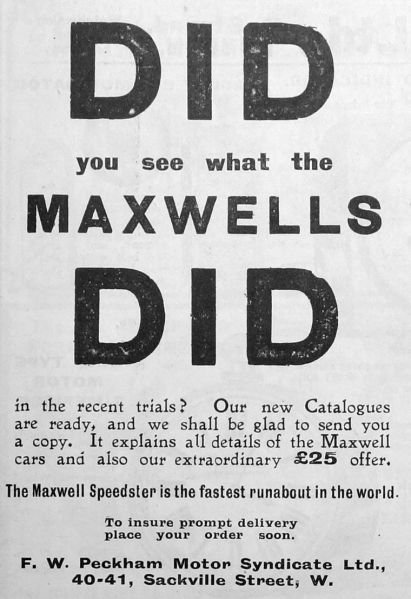 DID
you see what the
MAXWELLS
DID
in the recent trials? Our new Catalogues
are ready, and we shall be glad to send you
a copy. It explains all details of the Maxwell
cars and also our extraordinary £25 offer.
The Maxwell Speedster is the fastest runabout in the world.
To insure prompt delivery
place your order soon.
F. W. Peckham Motor Syndicate Ltd.,
40-41, Sackville Street, W.